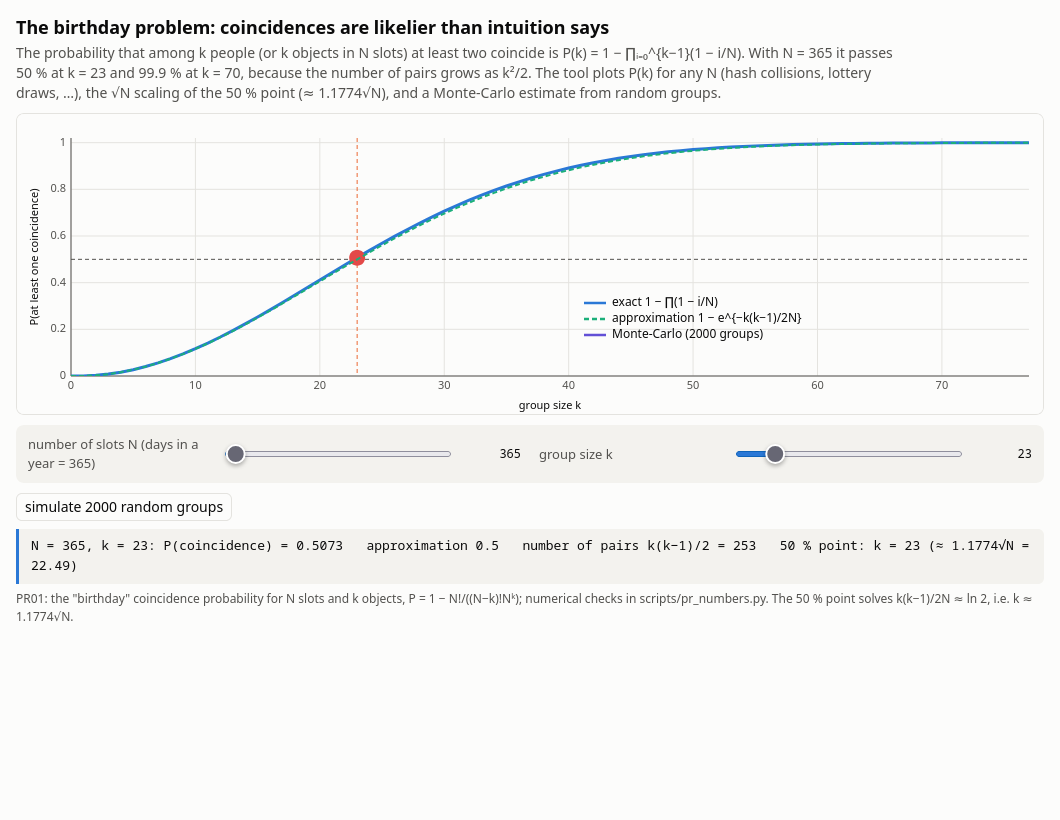 The birthday problem: coincidences are likelier than intuition says
The probability that among k people (or k objects in N slots) at least two coincide is P(k) = 1 − ∏ᵢ₌₀^{k−1}(1 − i/N). With N = 365 it passes
50 % at k = 23 and 99.9 % at k = 70, because the number of pairs grows as k²/2. The tool plots P(k) for any N (hash collisions, lottery
draws, …), the √N scaling of the 50 % point (≈ 1.1774√N), and a Monte-Carlo estimate from random groups.
P(at least one coincidence)
1
0.8
0.6
0.4
0.2
0
0 10 20 30 40 50 60 70
group size k
exact 1 − ∏(1 − i/N)
approximation 1 − e^{−k(k−1)/2N}
Monte-Carlo (2000 groups)
number of slots N (days in a
year = 365)
365
group size k
23
simulate 2000 random groups
N = 365, k = 23: P(coincidence) = 0.5073 approximation 0.5 number of pairs k(k−1)/2 = 253 50 % point: k = 23 (≈ 1.1774√N =
22.49)
PR01: the "birthday" coincidence probability for N slots and k objects, P = 1 − N!/((N−k)!Nᵏ); numerical checks in scripts/pr_numbers.py. The 50 % point solves k(k−1)/2N ≈ ln 2, i.e. k ≈
1.1774√N.